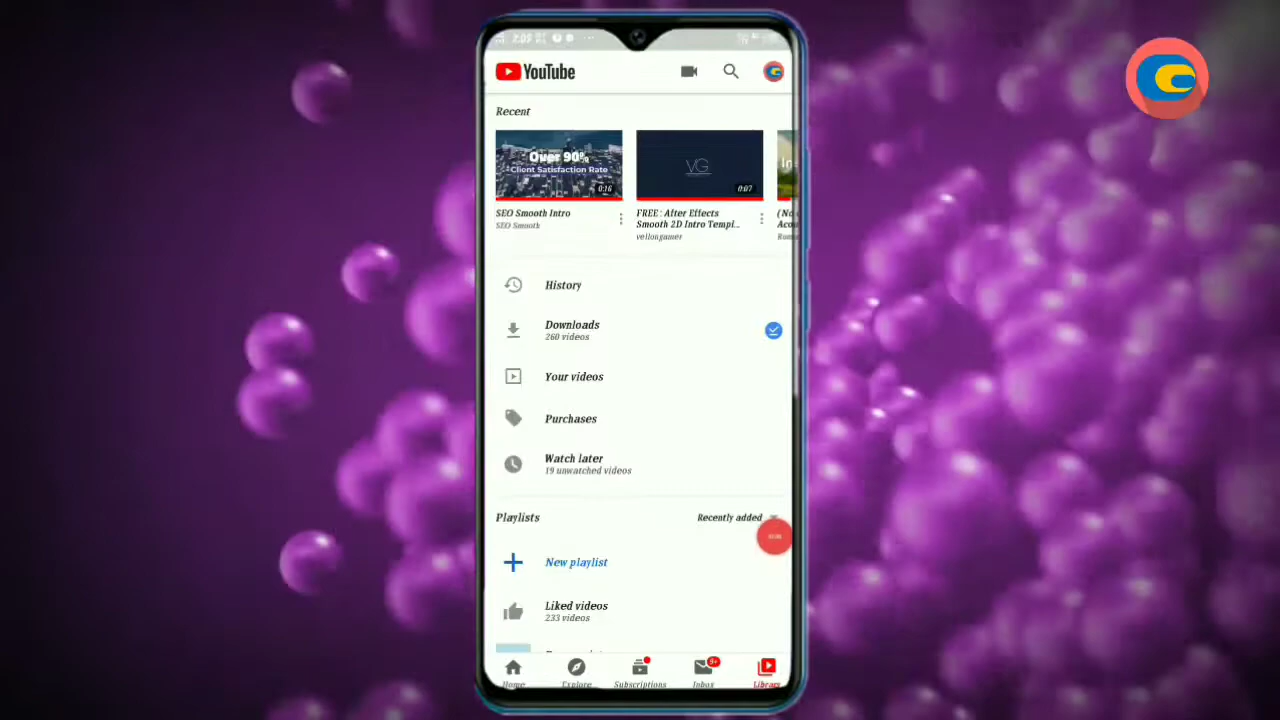 YouTube
Recent
Over 90%
Client Satisfaction Rate
0:16
VG
0:07
SEO Smooth Intro
SEO Smooth
FREE : After Effects
Smooth 2D Intro Templ...
vellongamer
History
Downloads
260 videos
Your videos
Purchases
Watch later
19 unwatched videos
Playlists
Recently added
New playlist
Liked videos
233 videos
Home
Explore
Subscriptions
9+
Inbox
Library